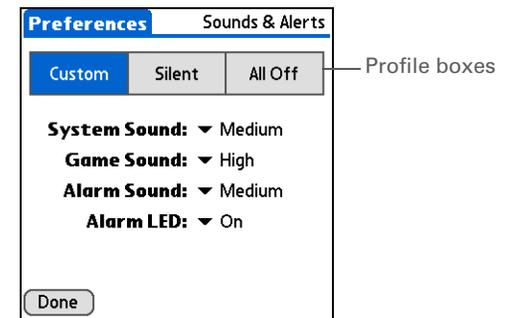 Preferences Sounds & Alerts
Custom Silent All Off Profile boxes
System Sound: Medium
Game Sound: High
Alarm Sound: Medium
Alarm LED: On
Done